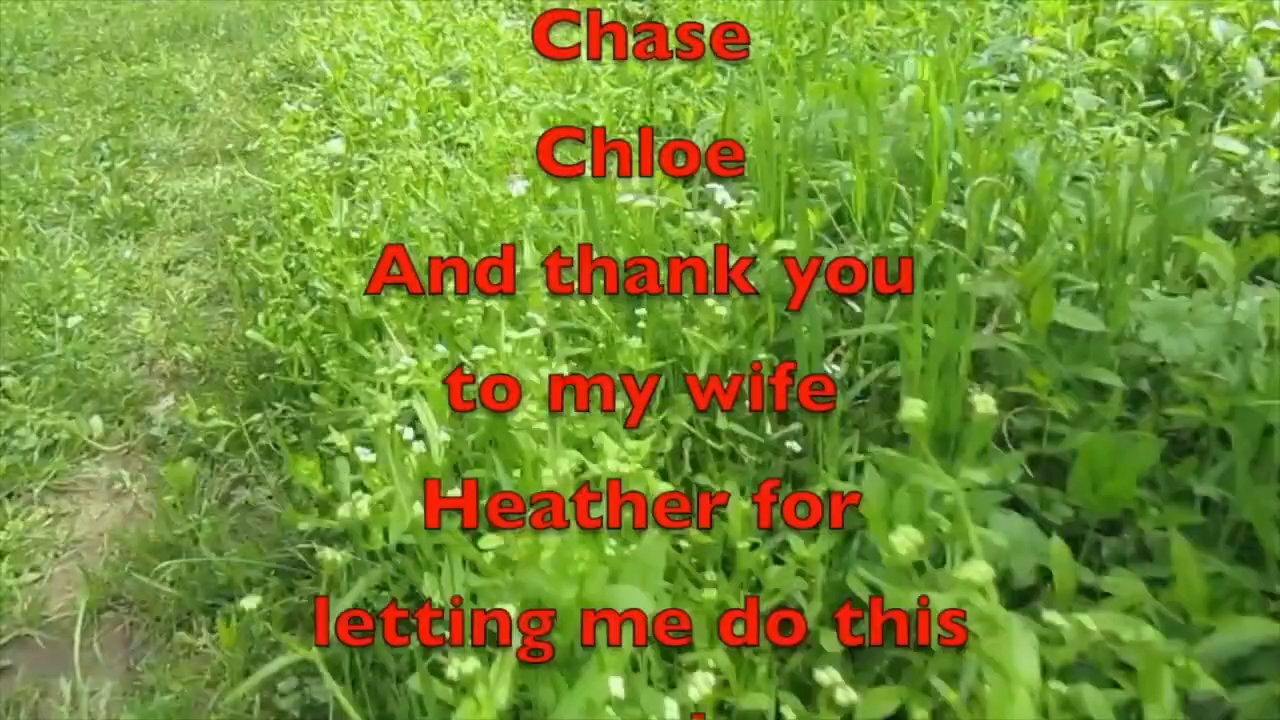 Chase
Chloe
And thank you
to my wife
Heather for
letting me do this